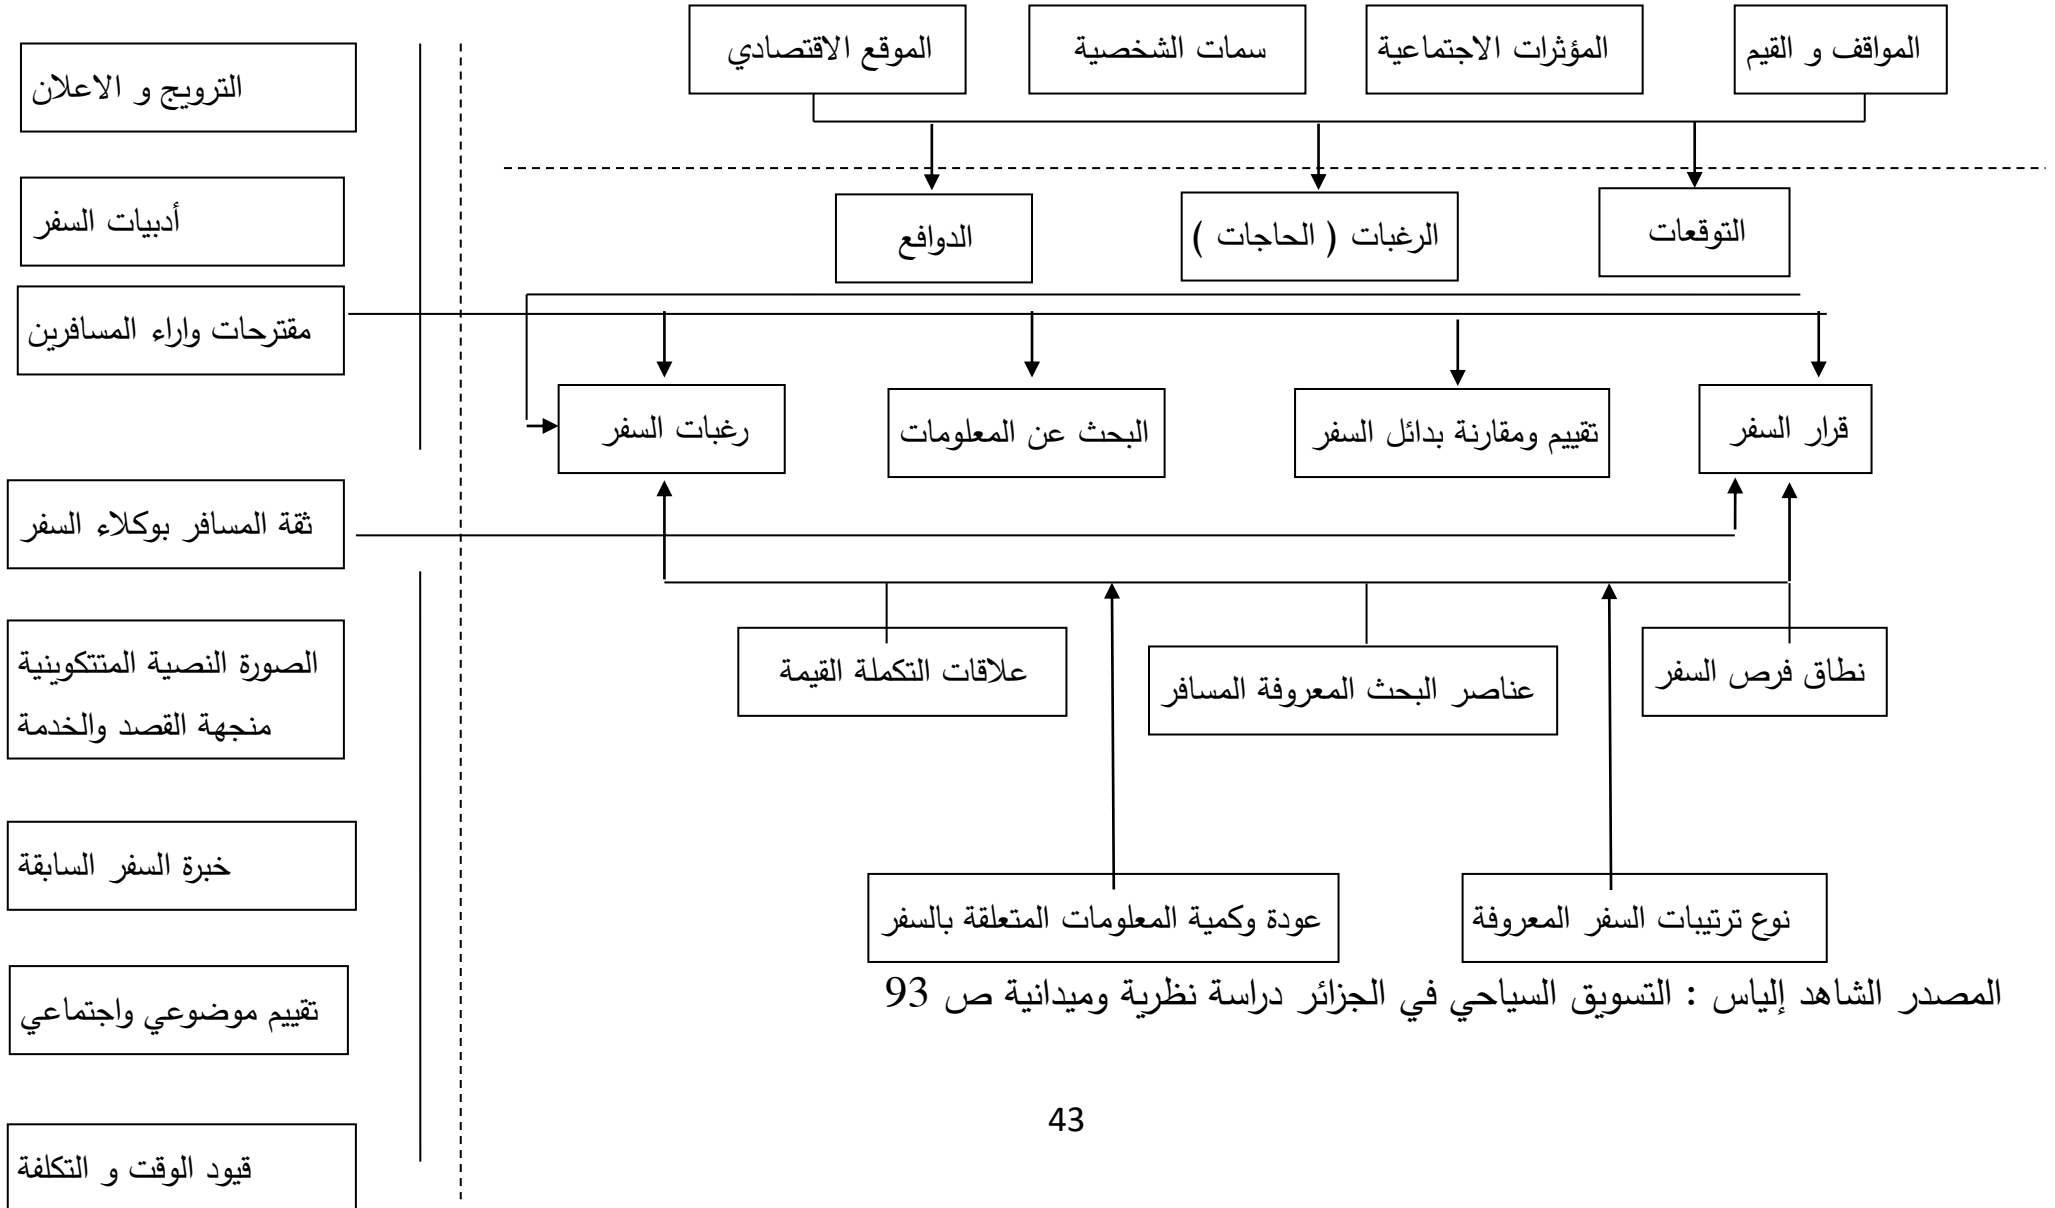 المواقف و القيم
المؤثرات الاجتماعية
سمات الشخصية
الموقع الاقتصادي
الترويج و الاعلان
التوقعات
الرغبات ( الحاجات )
الدوافع
أدبيات السفر
مقترحات واراء المسافرين
قرار السفر
تقييم ومقارنة بدائل السفر
البحث عن المعلومات
رغبات السفر
ثقة المسافر بوكلاء السفر
نطاق فرص السفر
عناصر البحث المعروفة المسافر
علاقات التكملة القيمة
الصورة النصية المتتكوينية
منجهة القصد والخدمة
خبرة السفر السابقة
نوع ترتيبات السفر المعروفة
عودة وكمية المعلومات المتعلقة بالسفر
المصدر الشاهد إلياس : التسويق السياحي في الجزائر دراسة نظرية وميدانية ص 93
تقييم موضوعي واجتماعي
قيود الوقت و التكلفة
43